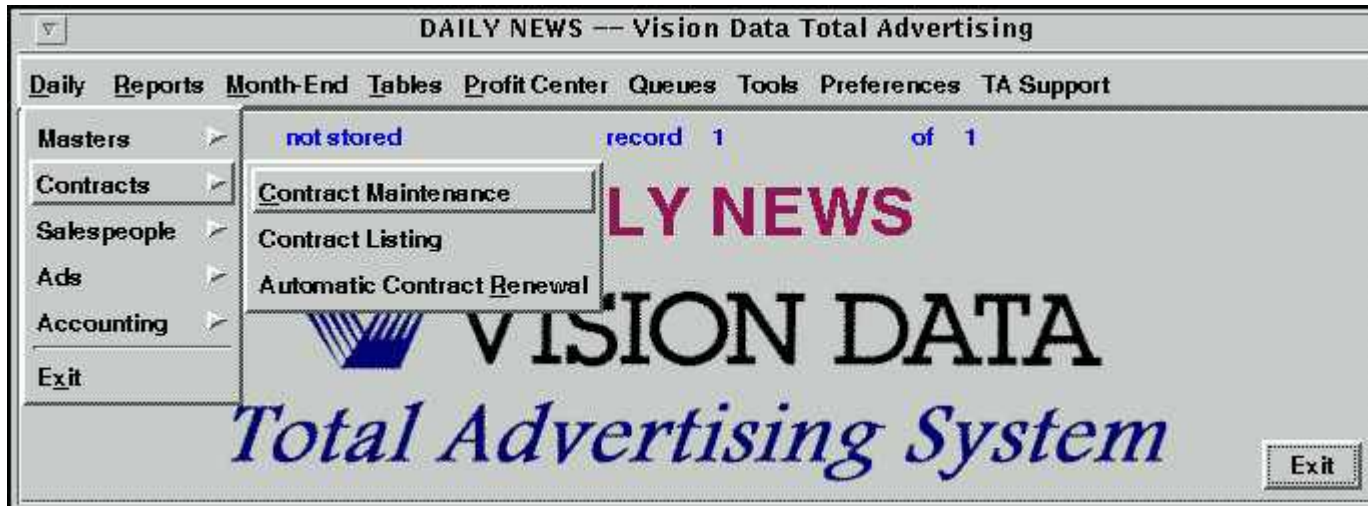 DAILY NEWS -- Vision Data Total Advertising
Daily Reports Month-End Tables Profit Center Queues Tools Preferences TA Support
Masters
not stored record 1 of 1
Contracts
Contract Maintenance
LY NEWS
Salespeople
Contract Listing
Ads
Automatic Contract Renewal
Accounting
VISION DATA
Exit
Total Advertising System
Exit